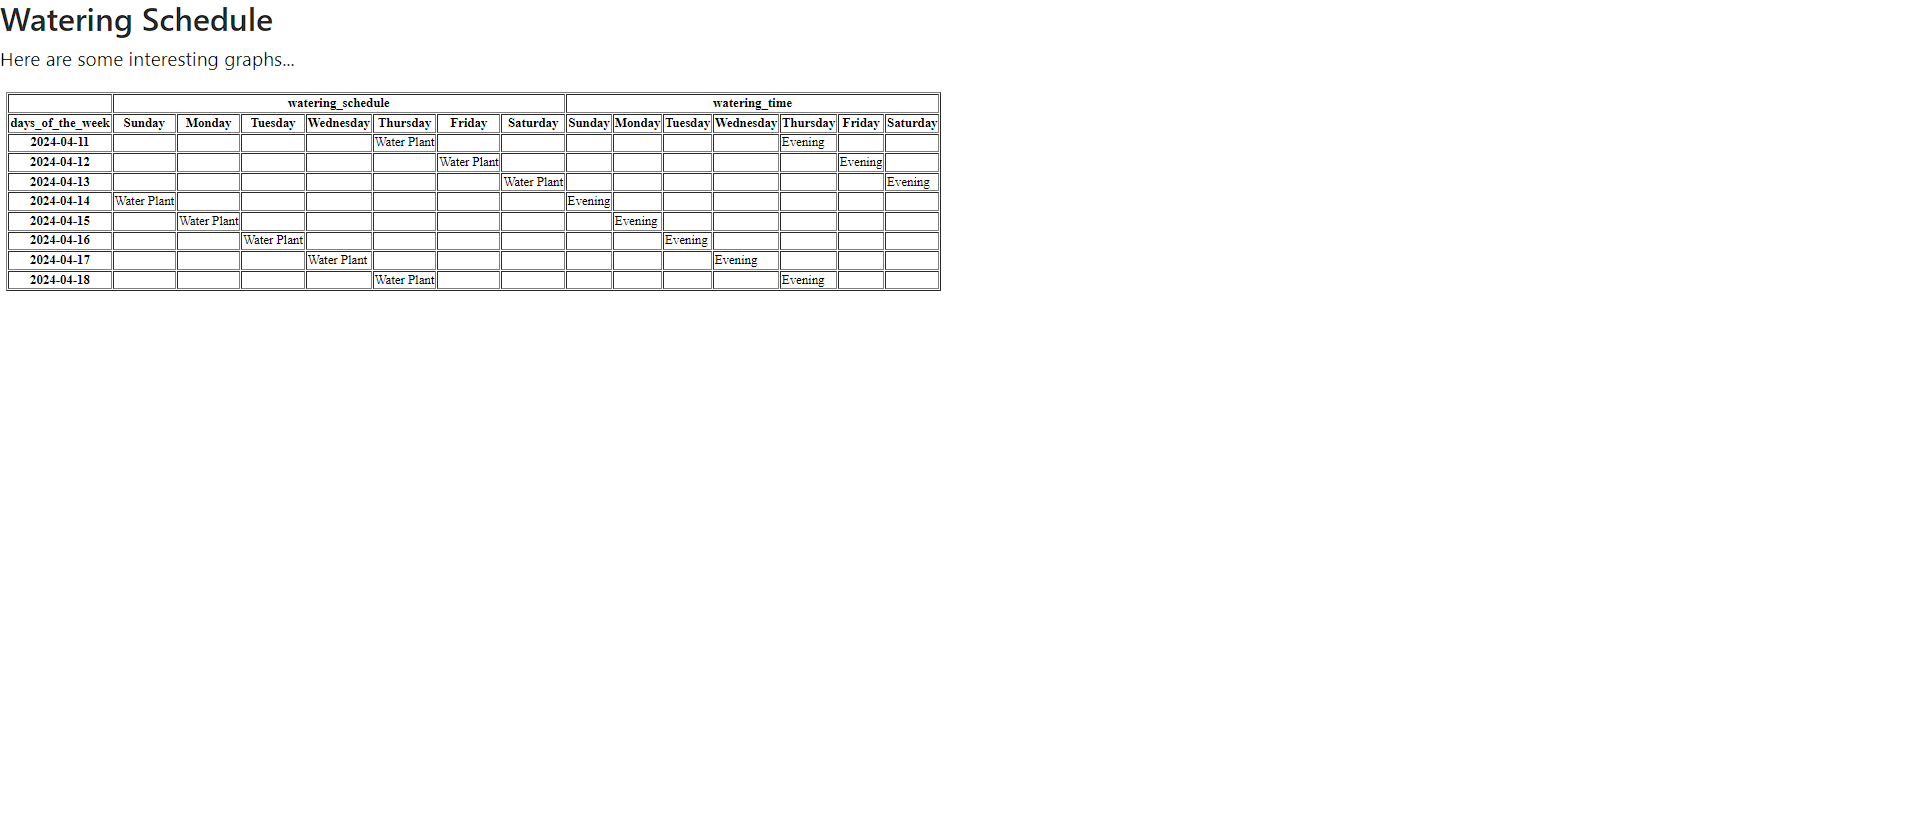 Watering Schedule
Here are some interesting graphs...
watering_schedule watering_time
days_of_the_week Sunday Monday Tuesday Wednesday Thursday Friday Saturday Sunday Monday Tuesday Wednesday Thursday Friday Saturday
2024-04-11 Water Plant Evening
2024-04-12 Water Plant Evening
2024-04-13 Water Plant Evening
2024-04-14 Water Plant Evening
2024-04-15 Water Plant Evening
2024-04-16 Water Plant Evening
2024-04-17 Water Plant Evening
2024-04-18 Water Plant Evening